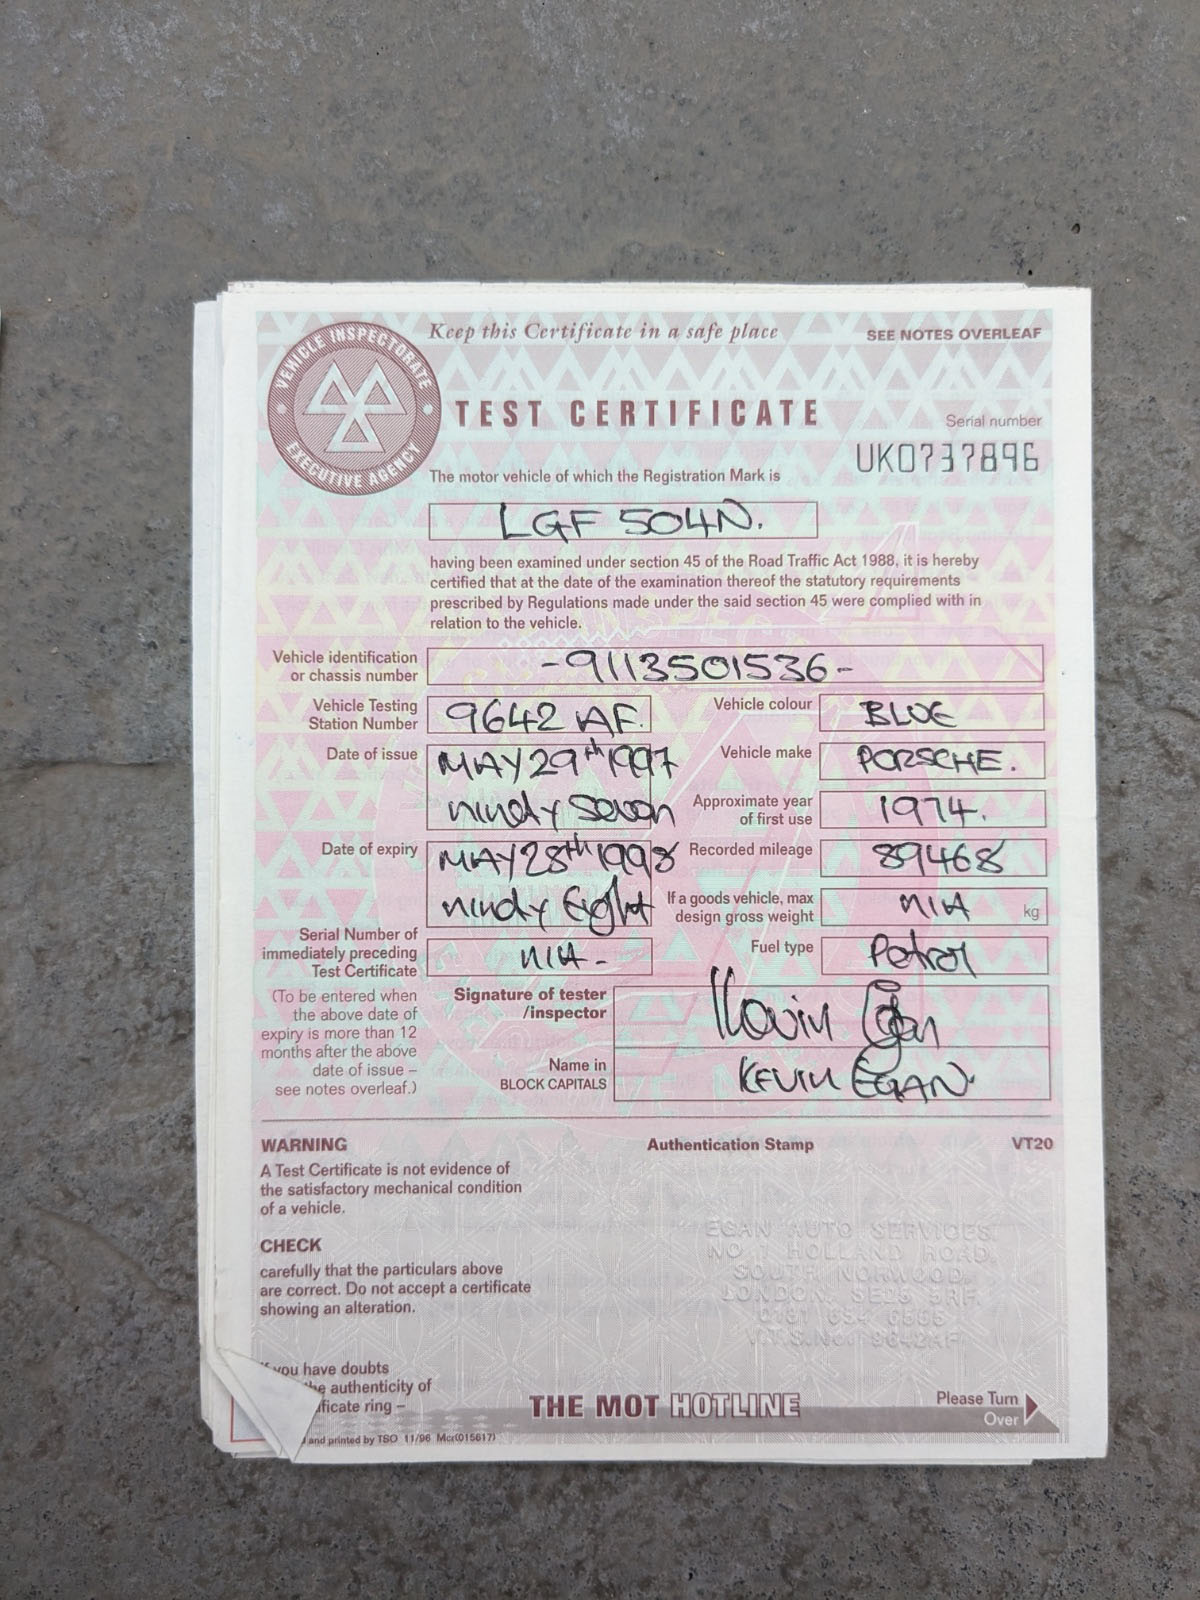 VEHICLE INSPECTORATE
EXECUTIVE AGENCY
Keep this Certificate in a safe place
SEE NOTES OVERLEAF
TEST CERTIFICATE
Serial number
UK0737896
The motor vehicle of which the Registration Mark is
LGF 504N.
having been examined under section 45 of the Road Traffic Act 1988, it is hereby
certified that at the date of the examination thereof the statutory requirements
prescribed by Regulations made under the said section 45 were complied with in
relation to the vehicle.
Vehicle identification
or chassis number
-9113501536-
Vehicle Testing
Station Number
9642 AF.
Vehicle colour
BLUE
Date of issue
MAY 29th 1997
ninety seven
Vehicle make
PORSCHE.
Approximate year
of first use
1974.
Date of expiry
MAY 28th 1998
ninety Eight
Recorded mileage
89468
If a goods vehicle, max
design gross weight
N/A
kg
Serial Number of
immediately preceding
Test Certificate
N/A-
Fuel type
Petrol
(To be entered when
the above date of
expiry is more than 12
months after the above
date of issue –
see notes overleaf.)
Signature of tester
/inspector
Kevin Egan
Name in
BLOCK CAPITALS
KEVIN EGAN.
WARNING
A Test Certificate is not evidence of
the satisfactory mechanical condition
of a vehicle.
CHECK
carefully that the particulars above
are correct. Do not accept a certificate
showing an alteration.
Authentication Stamp
VT20
EGAN AUTO SERVICES.
NO 1 HOLLAND ROAD.
SOUTH NORWOOD.
LONDON. SE25 5RF.
V.T.S.No: 9642AF
you have doubts
the authenticity of
ificate ring –
THE MOT HOTLINE
Please Turn
Over
and printed by TSO 11/96 Mcr(015617)